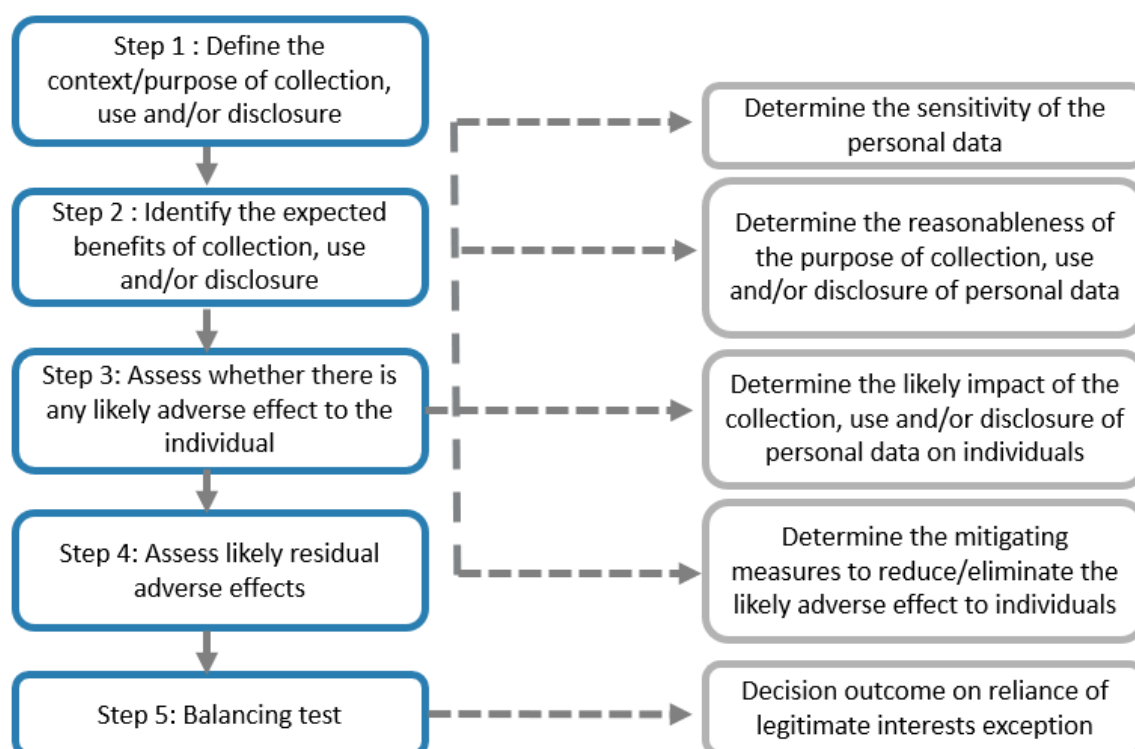 Step 1 : Define the
context/purpose of collection,
use and/or disclosure
Step 2 : Identify the expected
benefits of collection, use
and/or disclosure
Step 3: Assess whether there is
any likely adverse effect to the
individual
Step 4: Assess likely residual
adverse effects
Step 5: Balancing test
Determine the sensitivity of the
personal data
Determine the reasonableness of
the purpose of collection, use
and/or disclosure of personal data
Determine the likely impact of the
collection, use and/or disclosure of
personal data on individuals
Determine the mitigating
measures to reduce/eliminate the
likely adverse effect to individuals
Decision outcome on reliance of
legitimate interests exception